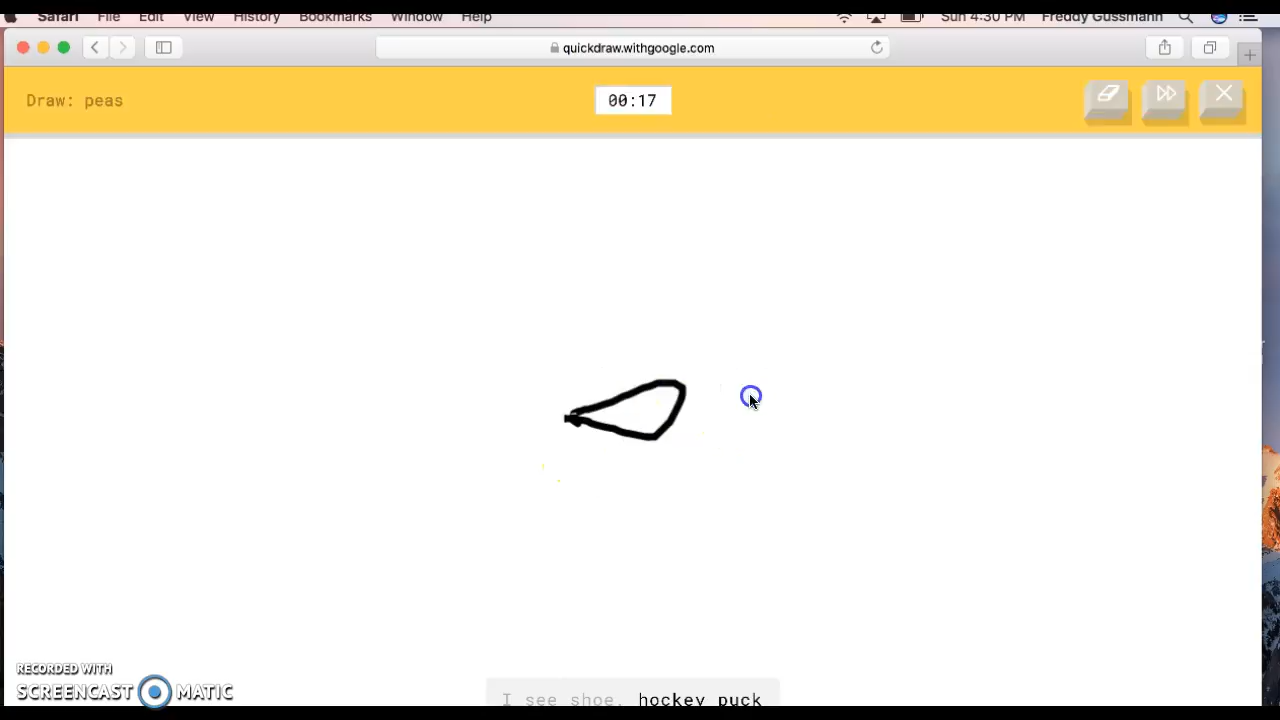 Safari File Edit View History Bookmarks Window Help Sun 4:30 PM Freddy Gussmann
quickdraw.withgoogle.com
Draw: peas 00:17
I see shoe, hockey puck
RECORDED WITH
SCREENCAST MATIC